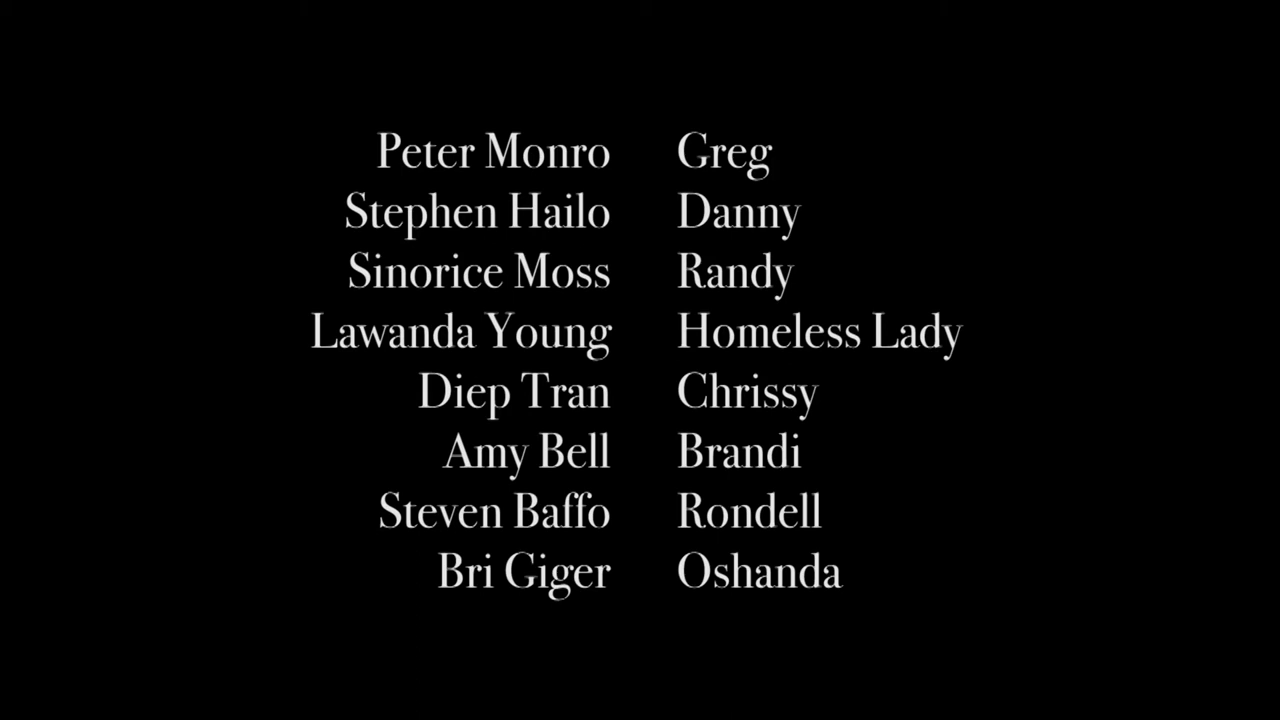 Peter Monro Greg
Stephen Hailo Danny
Sinorice Moss Randy
Lawanda Young Homeless Lady
Diep Tran Chrissy
Amy Bell Brandi
Steven Baffo Rondell
Bri Giger Oshanda